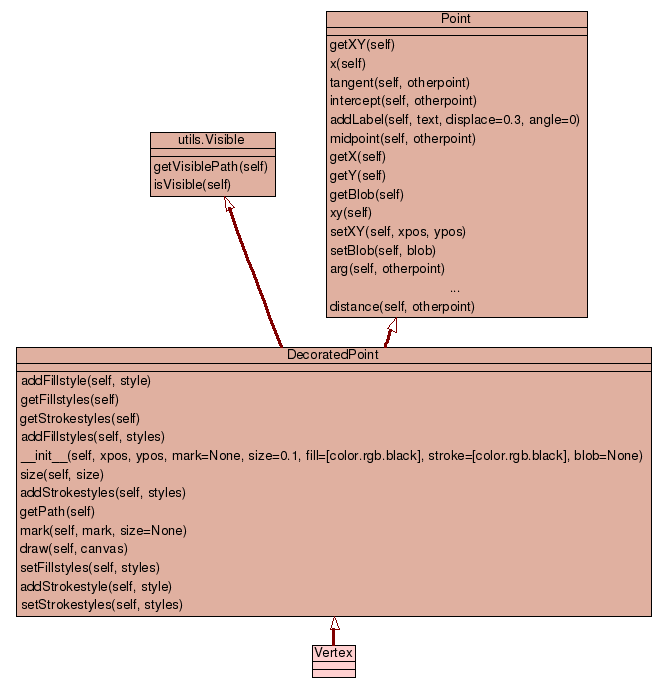 Point
getXY(self)
x(self)
tangent(self, otherpoint)
intercept(self, otherpoint)
addLabel(self, text, displace=0.3, angle=0)
midpoint(self, otherpoint)
getX(self)
getY(self)
getBlob(self)
xy(self)
setXY(self, xpos, ypos)
setBlob(self, blob)
arg(self, otherpoint)
...
distance(self, otherpoint)
utils.Visible
getVisiblePath(self)
isVisible(self)
DecoratedPoint
addFillstyle(self, style)
getFillstyles(self)
getStrokestyles(self)
addFillstyles(self, styles)
__init__(self, xpos, ypos, mark=None, size=0.1, fill=[color.rgb.black], stroke=[color.rgb.black], blob=None)
size(self, size)
addStrokestyles(self, styles)
getPath(self)
mark(self, mark, size=None)
draw(self, canvas)
setFillstyles(self, styles)
addStrokestyle(self, style)
setStrokestyles(self, styles)
Vertex